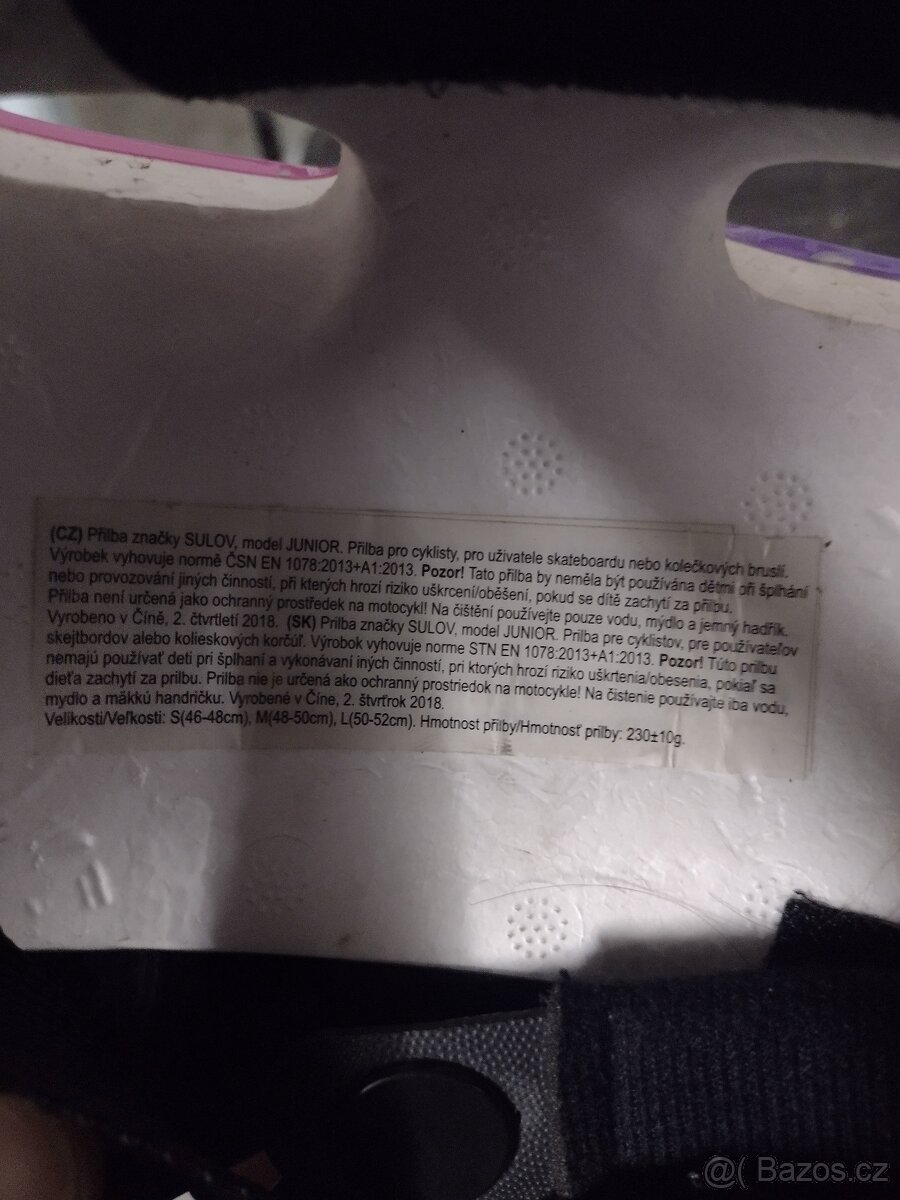 (CZ) Přilba značky SULOV, model JUNIOR. Přilba pro cyklisty, pro uživatele skateboardu nebo kolečkových bruslí.
Výrobek vyhovuje normě ČSN EN 1078:2013+A1:2013. Pozor! Tato přilba by neměla být používána dětmi při šplhání
nebo provozování jiných činností, při kterých hrozí riziko uškrcení/oběšení, pokud se dítě zachytí za přilbu.
Přilba není určená jako ochranný prostředek na motocykl! Na čištění používejte pouze vodu, mýdlo a jemný hadřík.
Vyrobeno v Číně, 2. čtvrtletí 2018. (SK) Prilba značky SULOV, model JUNIOR. Prilba pre cyklistov, pre používateľov
skejtbordov alebo kolieskových korčúľ. Výrobok vyhovuje norme STN EN 1078:2013+A1:2013. Pozor! Túto prilbu
nemajú používať deti pri šplhaní a vykonávaní iných činností, pri ktorých hrozí riziko uškrtenia/obesenia, pokiaľ sa
dieťa zachytí za prilbu. Prilba nie je určená ako ochranný prostriedok na motocykle! Na čistenie používajte iba vodu,
mydlo a mäkkú handričku. Vyrobené v Číne, 2. štvrťrok 2018.
Velikosti/Veľkosti: S(46-48cm), M(48-50cm), L(50-52cm). Hmotnost přilby/Hmotnosť prilby: 230±10g.
@( Bazos.cz